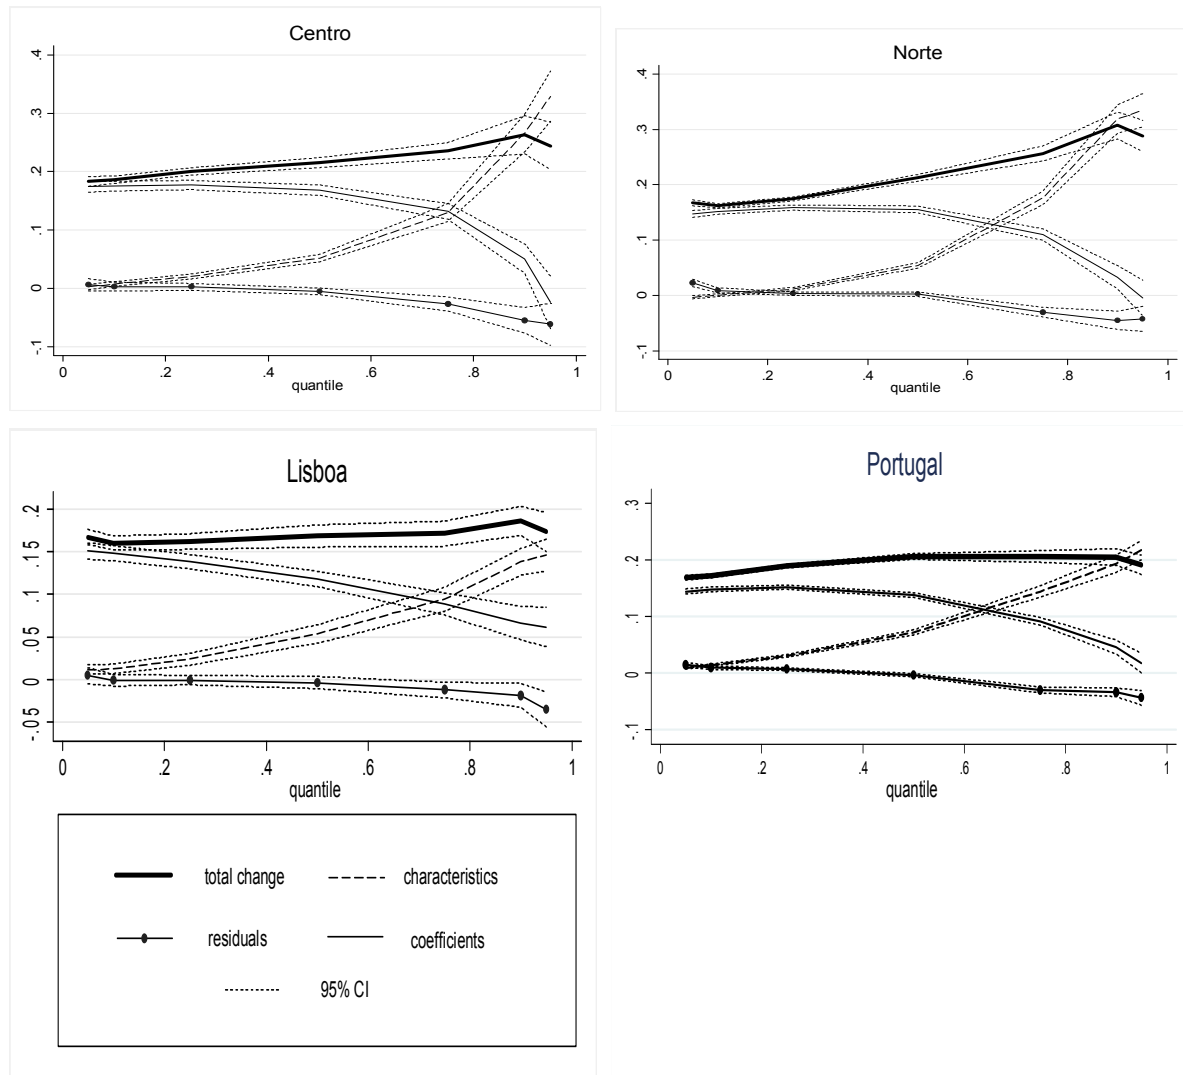 Centro
.4
.3
.2
.1
0
-.1
0 .2 .4 .6 .8 1
quantile
Norte
.4
.3
.2
.1
0
-.1
0 .2 .4 .6 .8 1
quantile
Lisboa
.2
.15
.1
.05
0
-.05
0 .2 .4 .6 .8 1
quantile
Portugal
.3
.2
.1
0
-.1
0 .2 .4 .6 .8 1
quantile
total change characteristics
residuals coefficients
95% CI